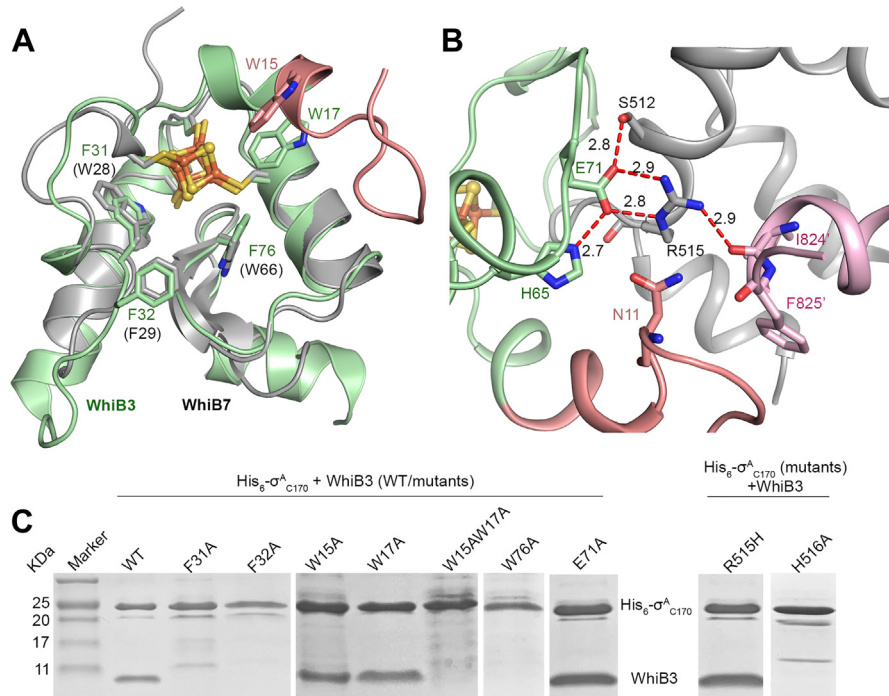 A
W15
W17
F31
(W28)
F76
(W66)
F32
(F29)
WhiB3
WhiB7
B
S512
2.8
E71
2.9
2.8
2.9
2.7
R515
I824'
H65
N11
F825'
His₆-σᴬC170 + WhiB3 (WT/mutants)
His₆-σᴬC170 (mutants)
+WhiB3
C
KDa
Marker
WT
F31A
F32A
W15A
W17A
W15AW17A
W76A
E71A
R515H
H516A
25
20
17
11
His₆-σᴬC170
WhiB3